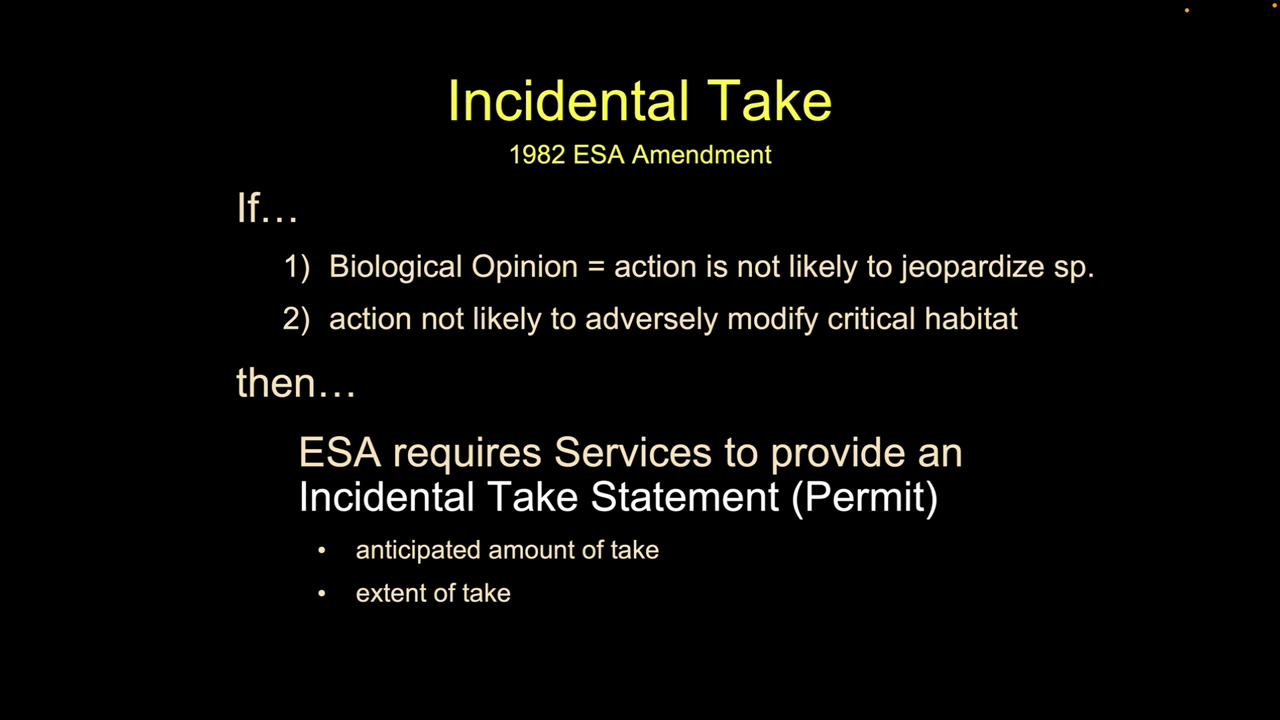 Incidental Take
1982 ESA Amendment
If…
1) Biological Opinion = action is not likely to jeopardize sp.
2) action not likely to adversely modify critical habitat
then…
ESA requires Services to provide an
Incidental Take Statement (Permit)
• anticipated amount of take
• extent of take